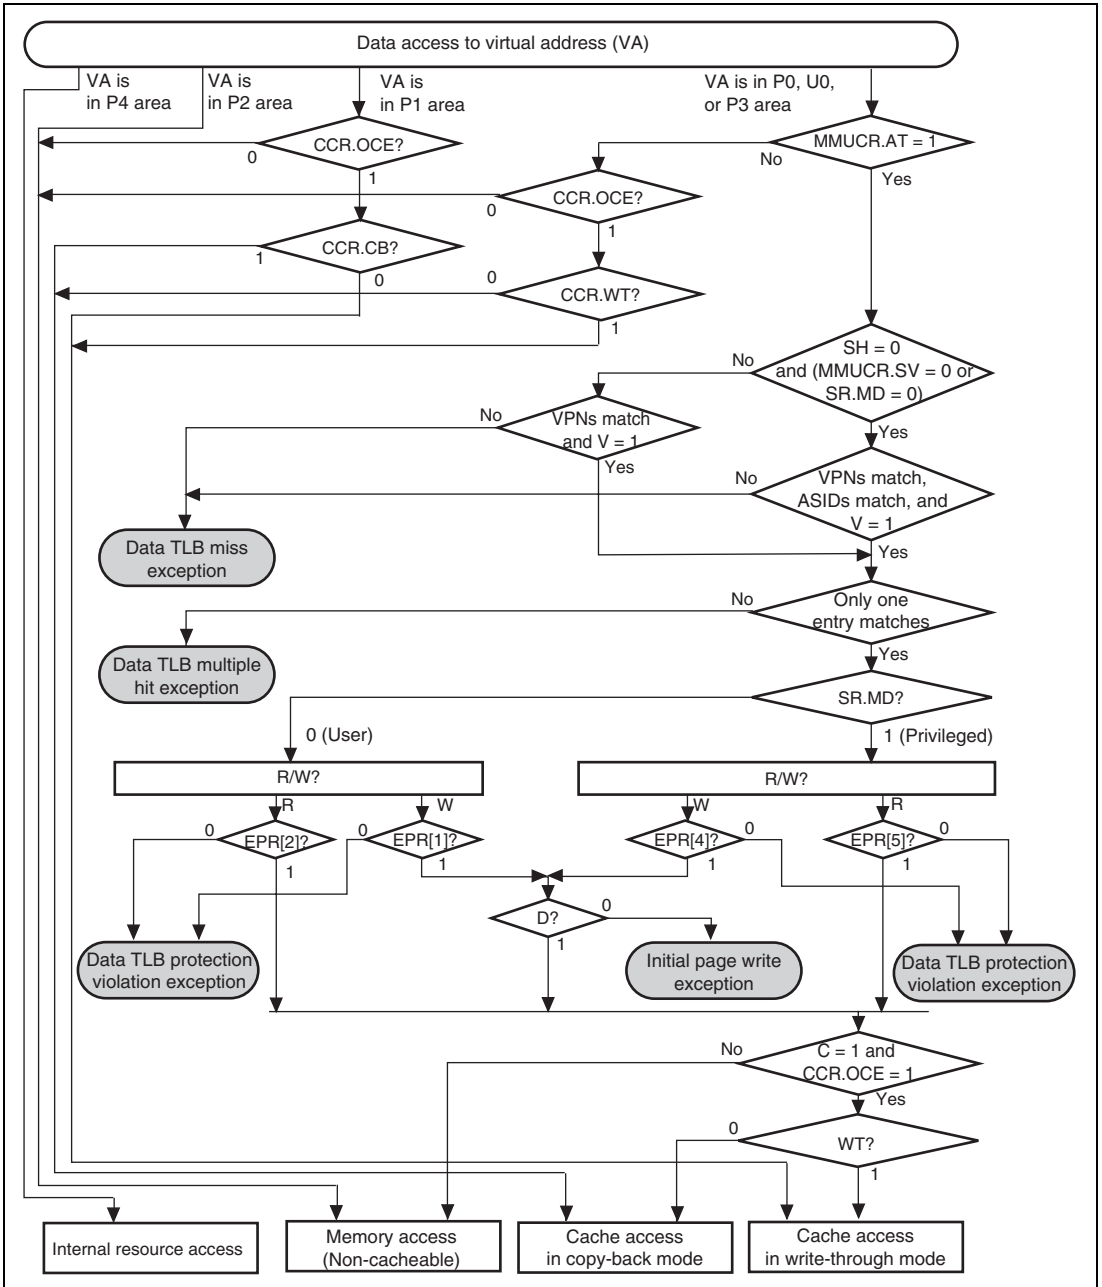 Data access to virtual address (VA)
VA is
in P4 area
VA is
in P2 area
VA is
in P1 area
VA is in P0, U0,
or P3 area
CCR.OCE?
0
1
MMUCR.AT = 1
No
Yes
CCR.OCE?
0
1
CCR.CB?
1
0
CCR.WT?
0
1
SH = 0
and (MMUCR.SV = 0 or
SR.MD = 0)
No
Yes
VPNs match
and V = 1
No
Yes
VPNs match,
ASIDs match, and
V = 1
No
Yes
Data TLB miss
exception
Only one
entry matches
No
Yes
Data TLB multiple
hit exception
SR.MD?
0 (User)
1 (Privileged)
R/W?
R/W?
R
W
W
R
0
EPR[2]?
1
0
EPR[1]?
1
EPR[4]?
0
1
EPR[5]?
0
1
D?
0
1
Data TLB protection
violation exception
Initial page write
exception
Data TLB protection
violation exception
C = 1 and
CCR.OCE = 1
No
Yes
WT?
0
1
Internal resource access
Memory access
(Non-cacheable)
Cache access
in copy-back mode
Cache access
in write-through mode